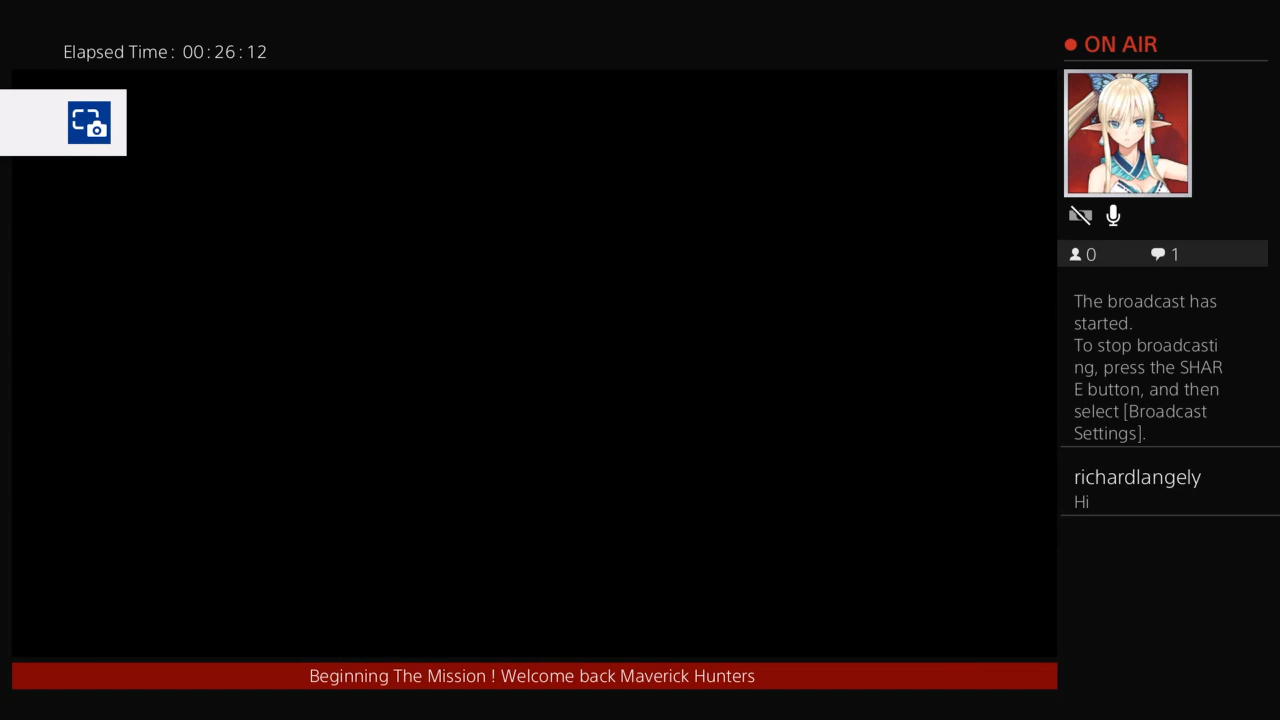 Elapsed Time: 00:26:12
ON AIR
0 1
The broadcast has
started.
To stop broadcasti
ng, press the SHAR
E button, and then
select [Broadcast
Settings].
richardlangely
Hi
Beginning The Mission ! Welcome back Maverick Hunters